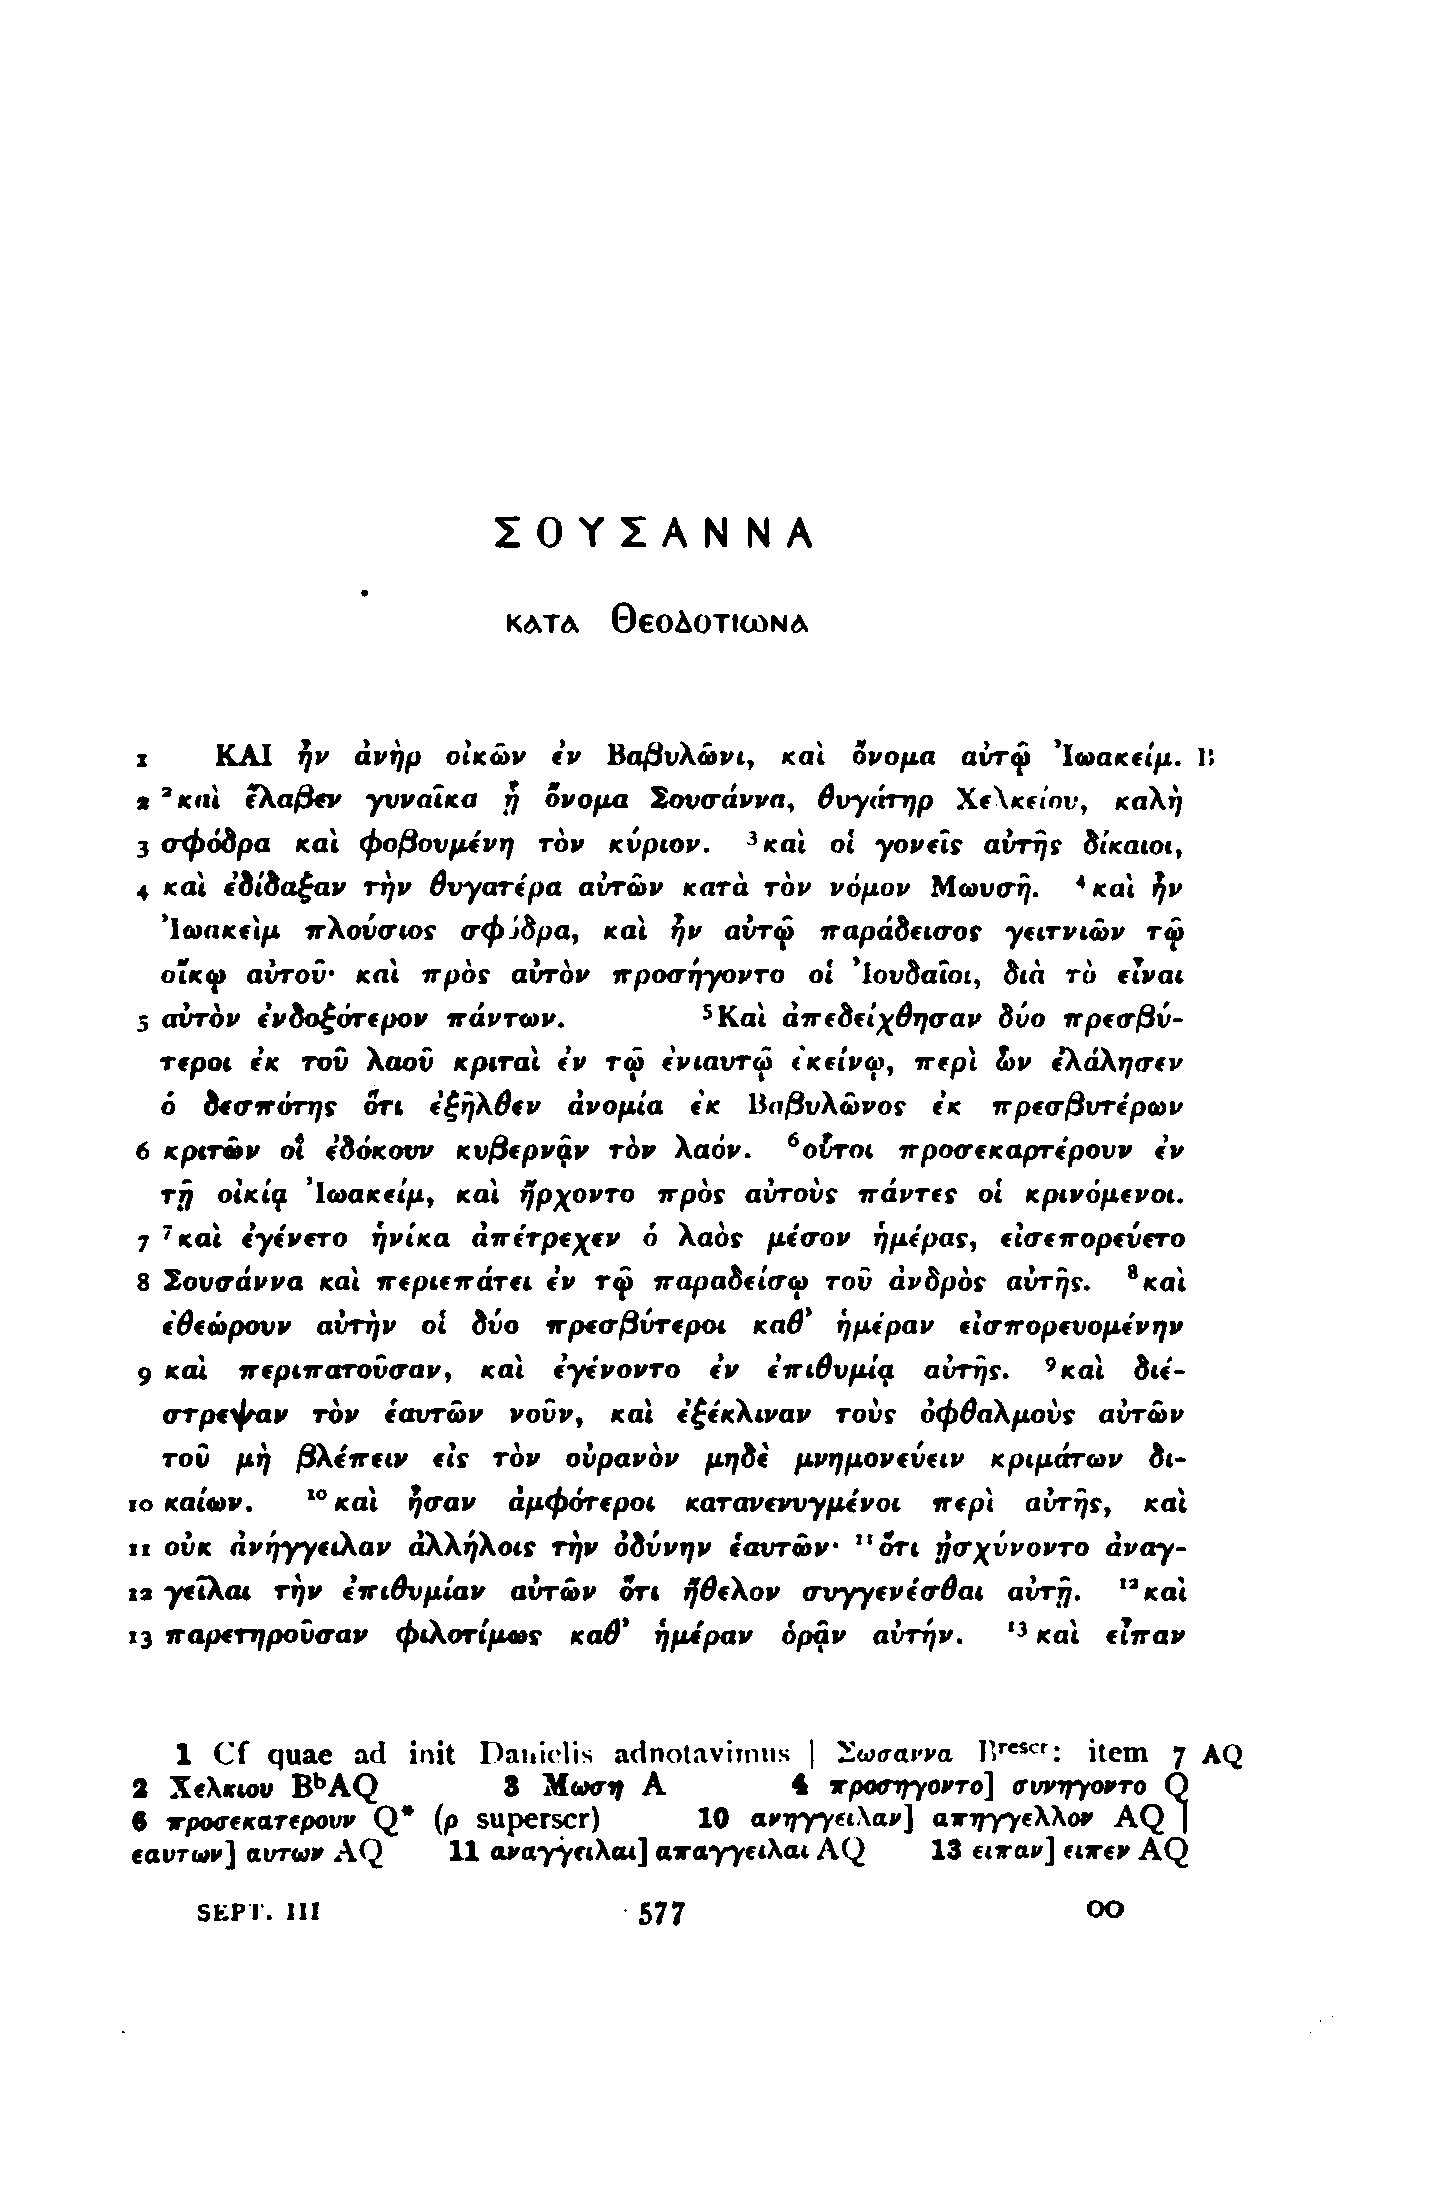 ΣΟΥΣΑΝΝΑ
ΚΑΤΑ ΘΕΟΔΟΤΙΩΝΑ
1 ΚΑΙ ἦν ἀνὴρ οἰκῶν ἐν Βαβυλῶνι, καὶ ὄνομα αὐτῷ Ἰωακείμ. B
2 ²καὶ ἔλαβεν γυναῖκα ᾗ ὄνομα Σουσάννα, θυγάτηρ Χελκείου, καλὴ
3 σφόδρα καὶ φοβουμένη τὸν κύριον. ³καὶ οἱ γονεῖς αὐτῆς δίκαιοι,
4 καὶ ἐδίδαξαν τὴν θυγατέρα αὐτῶν κατὰ τὸν νόμον Μωυσῆ. ⁴καὶ ἦν
Ἰωακεὶμ πλούσιος σφόδρα, καὶ ἦν αὐτῷ παράδεισος γειτνιῶν τῷ
οἴκῳ αὐτοῦ· καὶ πρὸς αὐτὸν προσήγοντο οἱ Ἰουδαῖοι, διὰ τὸ εἶναι
5 αὐτὸν ἐνδοξότερον πάντων. ⁵Καὶ ἀπεδείχθησαν δύο πρεσβύ-
τεροι ἐκ τοῦ λαοῦ κριταὶ ἐν τῷ ἐνιαυτῷ ἐκείνῳ, περὶ ὧν ἐλάλησεν
ὁ δεσπότης ὅτι ἐξῆλθεν ἀνομία ἐκ Βαβυλῶνος ἐκ πρεσβυτέρων
6 κριτῶν οἳ ἐδόκουν κυβερνᾷν τὸν λαόν. ⁶οὗτοι προσεκαρτέρουν ἐν
τῇ οἰκίᾳ Ἰωακείμ, καὶ ἤρχοντο πρὸς αὐτοὺς πάντες οἱ κρινόμενοι.
7 ⁷καὶ ἐγένετο ἡνίκα ἀπέτρεχεν ὁ λαὸς μέσον ἡμέρας, εἰσεπορεύετο
8 Σουσάννα καὶ περιεπάτει ἐν τῷ παραδείσῳ τοῦ ἀνδρὸς αὐτῆς. ⁸καὶ
ἐθεώρουν αὐτὴν οἱ δύο πρεσβύτεροι καθ᾽ ἡμέραν εἰσπορευομένην
9 καὶ περιπατοῦσαν, καὶ ἐγένοντο ἐν ἐπιθυμίᾳ αὐτῆς. ⁹καὶ διέ-
στρεψαν τὸν ἑαυτῶν νοῦν, καὶ ἐξέκλιναν τοὺς ὀφθαλμοὺς αὐτῶν
τοῦ μὴ βλέπειν εἰς τὸν οὐρανὸν μηδὲ μνημονεύειν κριμάτων δι-
10 καίων. ¹⁰καὶ ἦσαν ἀμφότεροι κατανενυγμένοι περὶ αὐτῆς, καὶ
11 οὐκ ἀνήγγειλαν ἀλλήλοις τὴν ὀδύνην ἑαυτῶν· ¹¹ὅτι ᾐσχύνοντο ἀναγ-
12 γεῖλαι τὴν ἐπιθυμίαν αὐτῶν ὅτι ἤθελον συγγενέσθαι αὐτῇ. ¹²καὶ
13 παρετηροῦσαν φιλοτίμως καθ᾽ ἡμέραν ὁρᾷν αὐτήν. ¹³καὶ εἶπαν
1 Cf quae ad init Danielis adnotavimus | Σωσαννα Bʳᵉˢᶜʳ: item 7 AQ
2 Χελκιου BᵇAQ 3 Μωση A 4 προσηγοντο] συνηγοντο Q
6 προσεκατερουν Q* (ρ superscr) 10 ανηγγειλαν] απηγγελλον AQ |
εαυτων] αυτων AQ 11 αναγγειλαι] απαγγειλαι AQ 13 ειπαν] ειπεν AQ
SEPT. III 577 OO